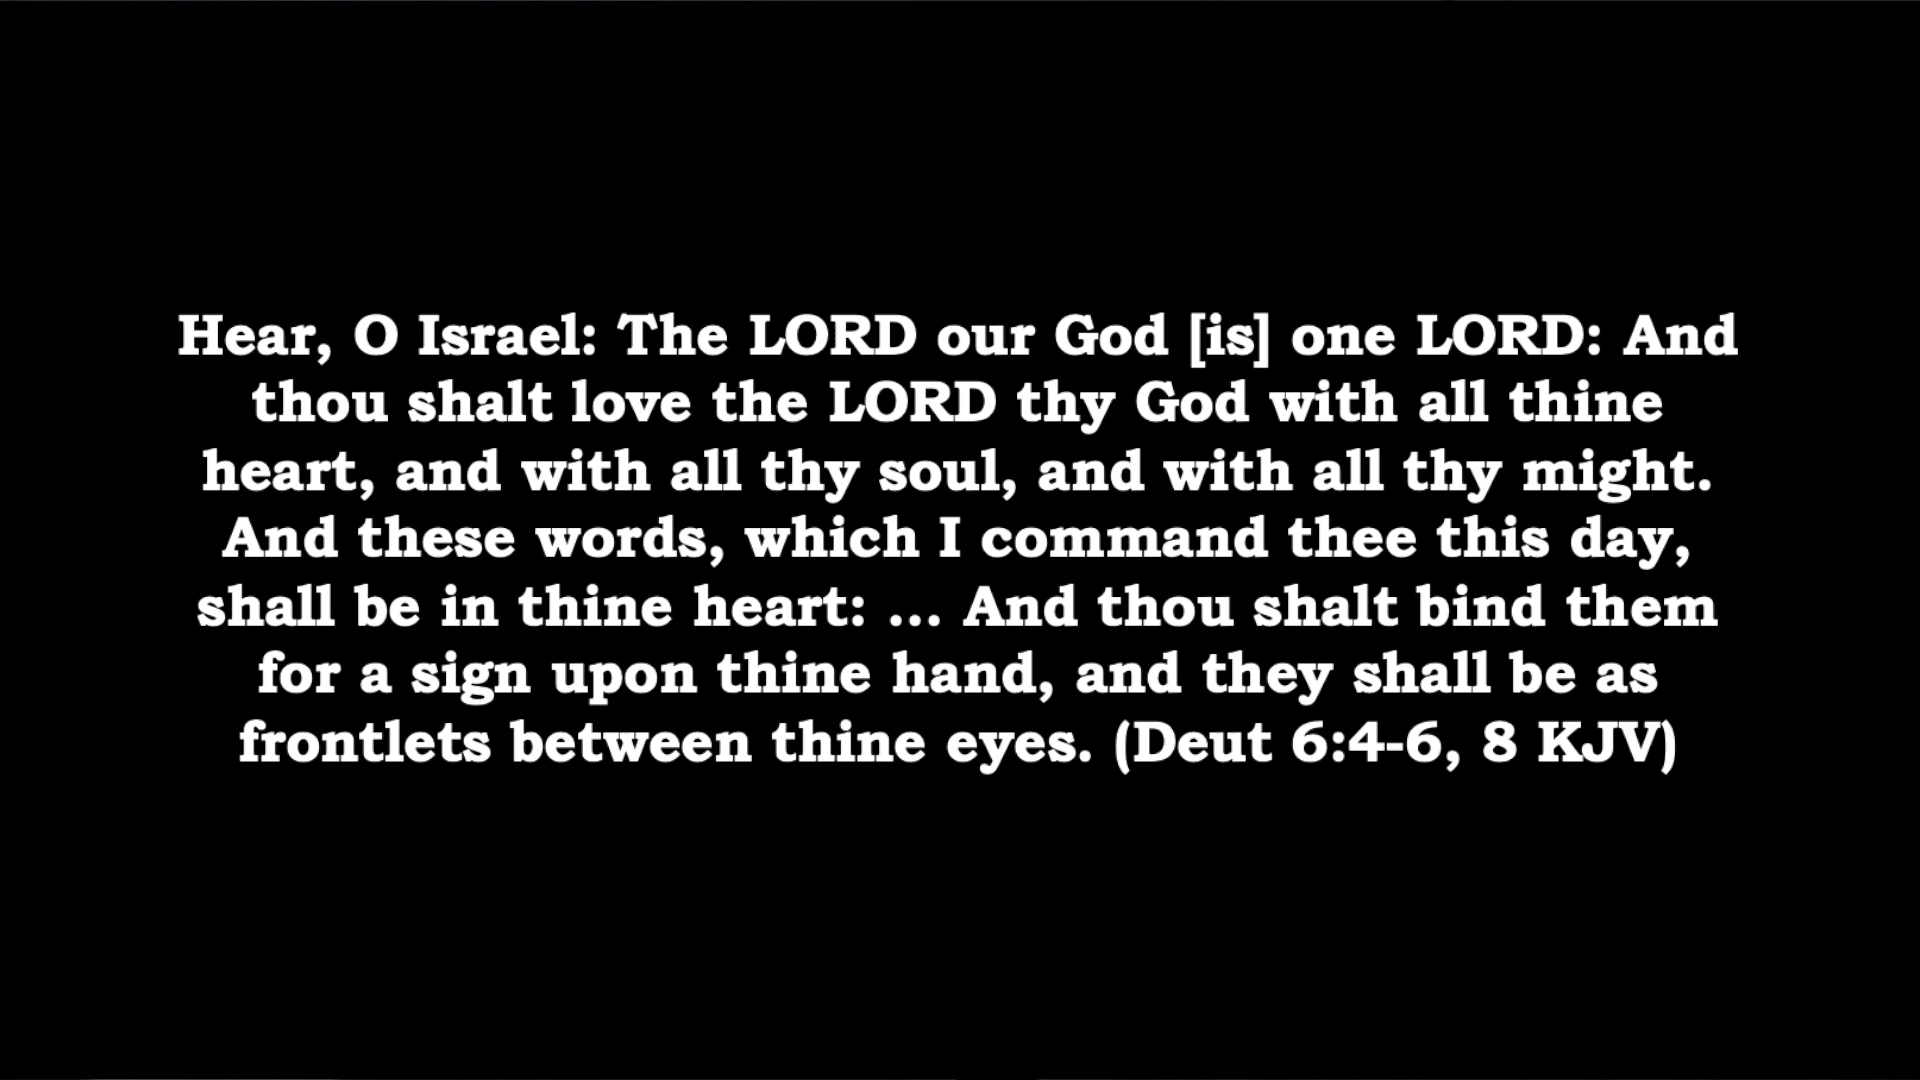 Hear, O Israel: The LORD our God [is] one LORD: And
thou shalt love the LORD thy God with all thine
heart, and with all thy soul, and with all thy might.
And these words, which I command thee this day,
shall be in thine heart: ... And thou shalt bind them
for a sign upon thine hand, and they shall be as
frontlets between thine eyes. (Deut 6:4-6, 8 KJV)